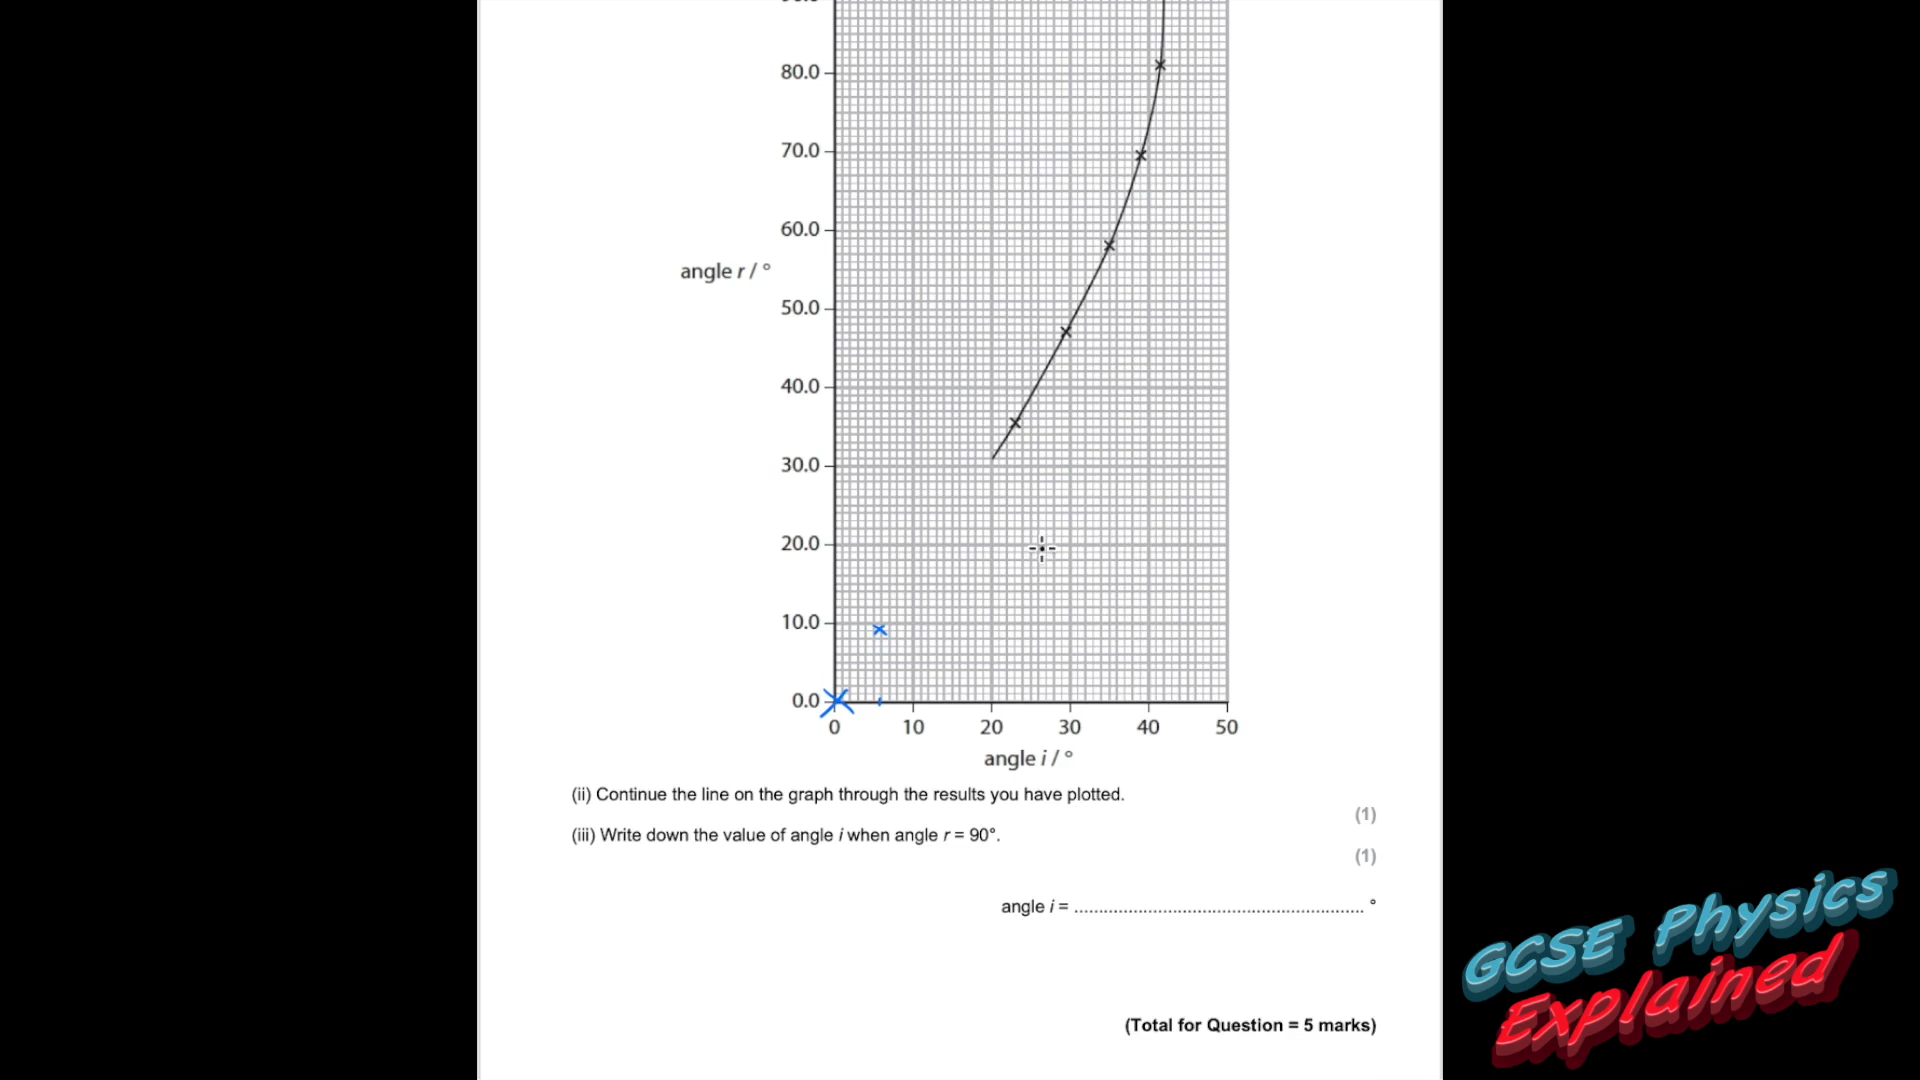 80.0
70.0
60.0
angle r / °
50.0
40.0
30.0
20.0
10.0
0.0
0 10 20 30 40 50
angle i / °
(ii) Continue the line on the graph through the results you have plotted.
(1)
(iii) Write down the value of angle i when angle r = 90°.
(1)
angle i = .......................................................... °
(Total for Question = 5 marks)
GCSE Physics
Explained